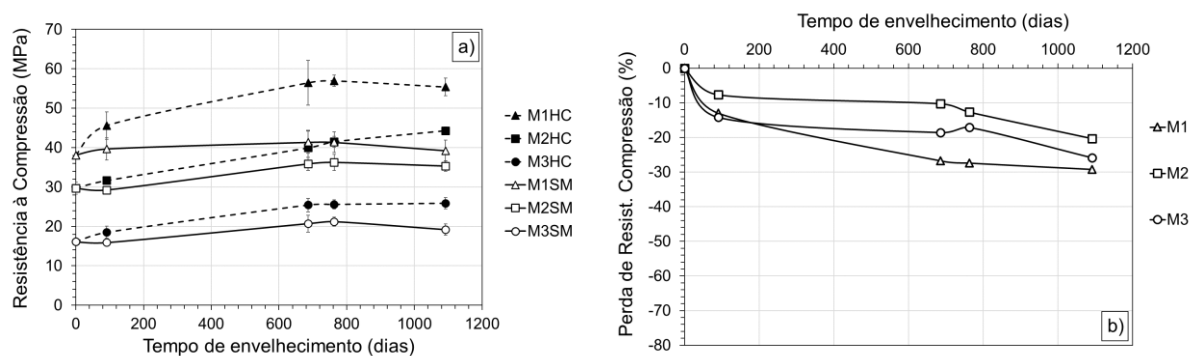 a)
Resistência à Compressão (MPa)
70
60
50
40
30
20
10
0
0 200 400 600 800 1000 1200
Tempo de envelhecimento (dias)
M1HC
M2HC
M3HC
M1SM
M2SM
M3SM
Tempo de envelhecimento (dias)
0 200 400 600 800 1000 1200
Perda de Resist. Compressão (%)
0
-10
-20
-30
-40
-50
-60
-70
-80
M1
M2
M3
b)